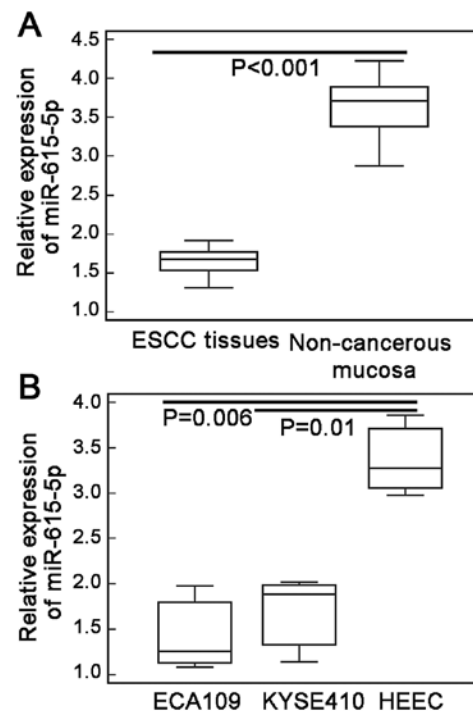 A
Relative expression
of miR-615-5p
4.5
4.0
3.5
3.0
2.5
2.0
1.5
1.0
P<0.001
ESCC tissues
Non-cancerous
mucosa
B
Relative expression
of miR-615-5p
4.0
3.5
3.0
2.5
2.0
1.5
1.0
P=0.006
P=0.01
ECA109
KYSE410
HEEC